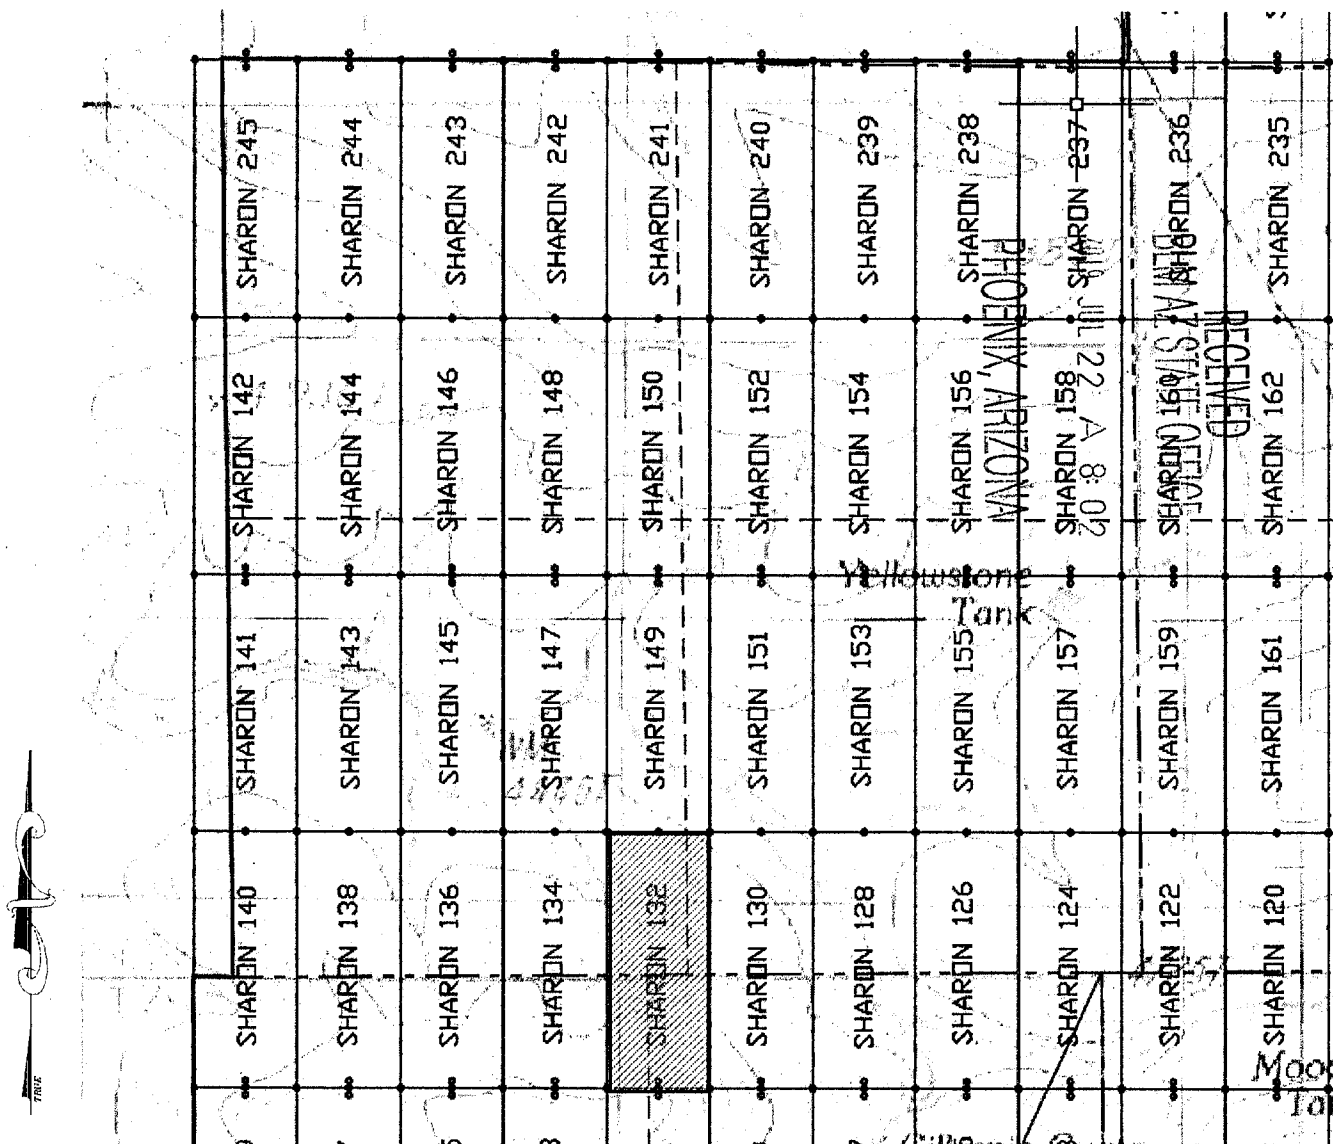 SHARON 245
SHARON 244
SHARON 243
SHARON 242
SHARON 241
SHARON 240
SHARON 239
SHARON 238
SHARON 237
SHARON 236
SHARON 235
SHARON 142
SHARON 144
SHARON 146
SHARON 148
SHARON 150
SHARON 152
SHARON 154
SHARON 156
SHARON 158
SHARON 160
SHARON 162
RECEIVED
BLM AZ STATE OFFICE
JUL 22 A 8:02
PHOENIX, ARIZONA
Yellowstone
Tank
SHARON 141
SHARON 143
SHARON 145
SHARON 147
SHARON 149
SHARON 151
SHARON 153
SHARON 155
SHARON 157
SHARON 159
SHARON 161
SHARON 140
SHARON 138
SHARON 136
SHARON 134
SHARON 132
SHARON 130
SHARON 128
SHARON 126
SHARON 124
SHARON 122
SHARON 120
TRUE